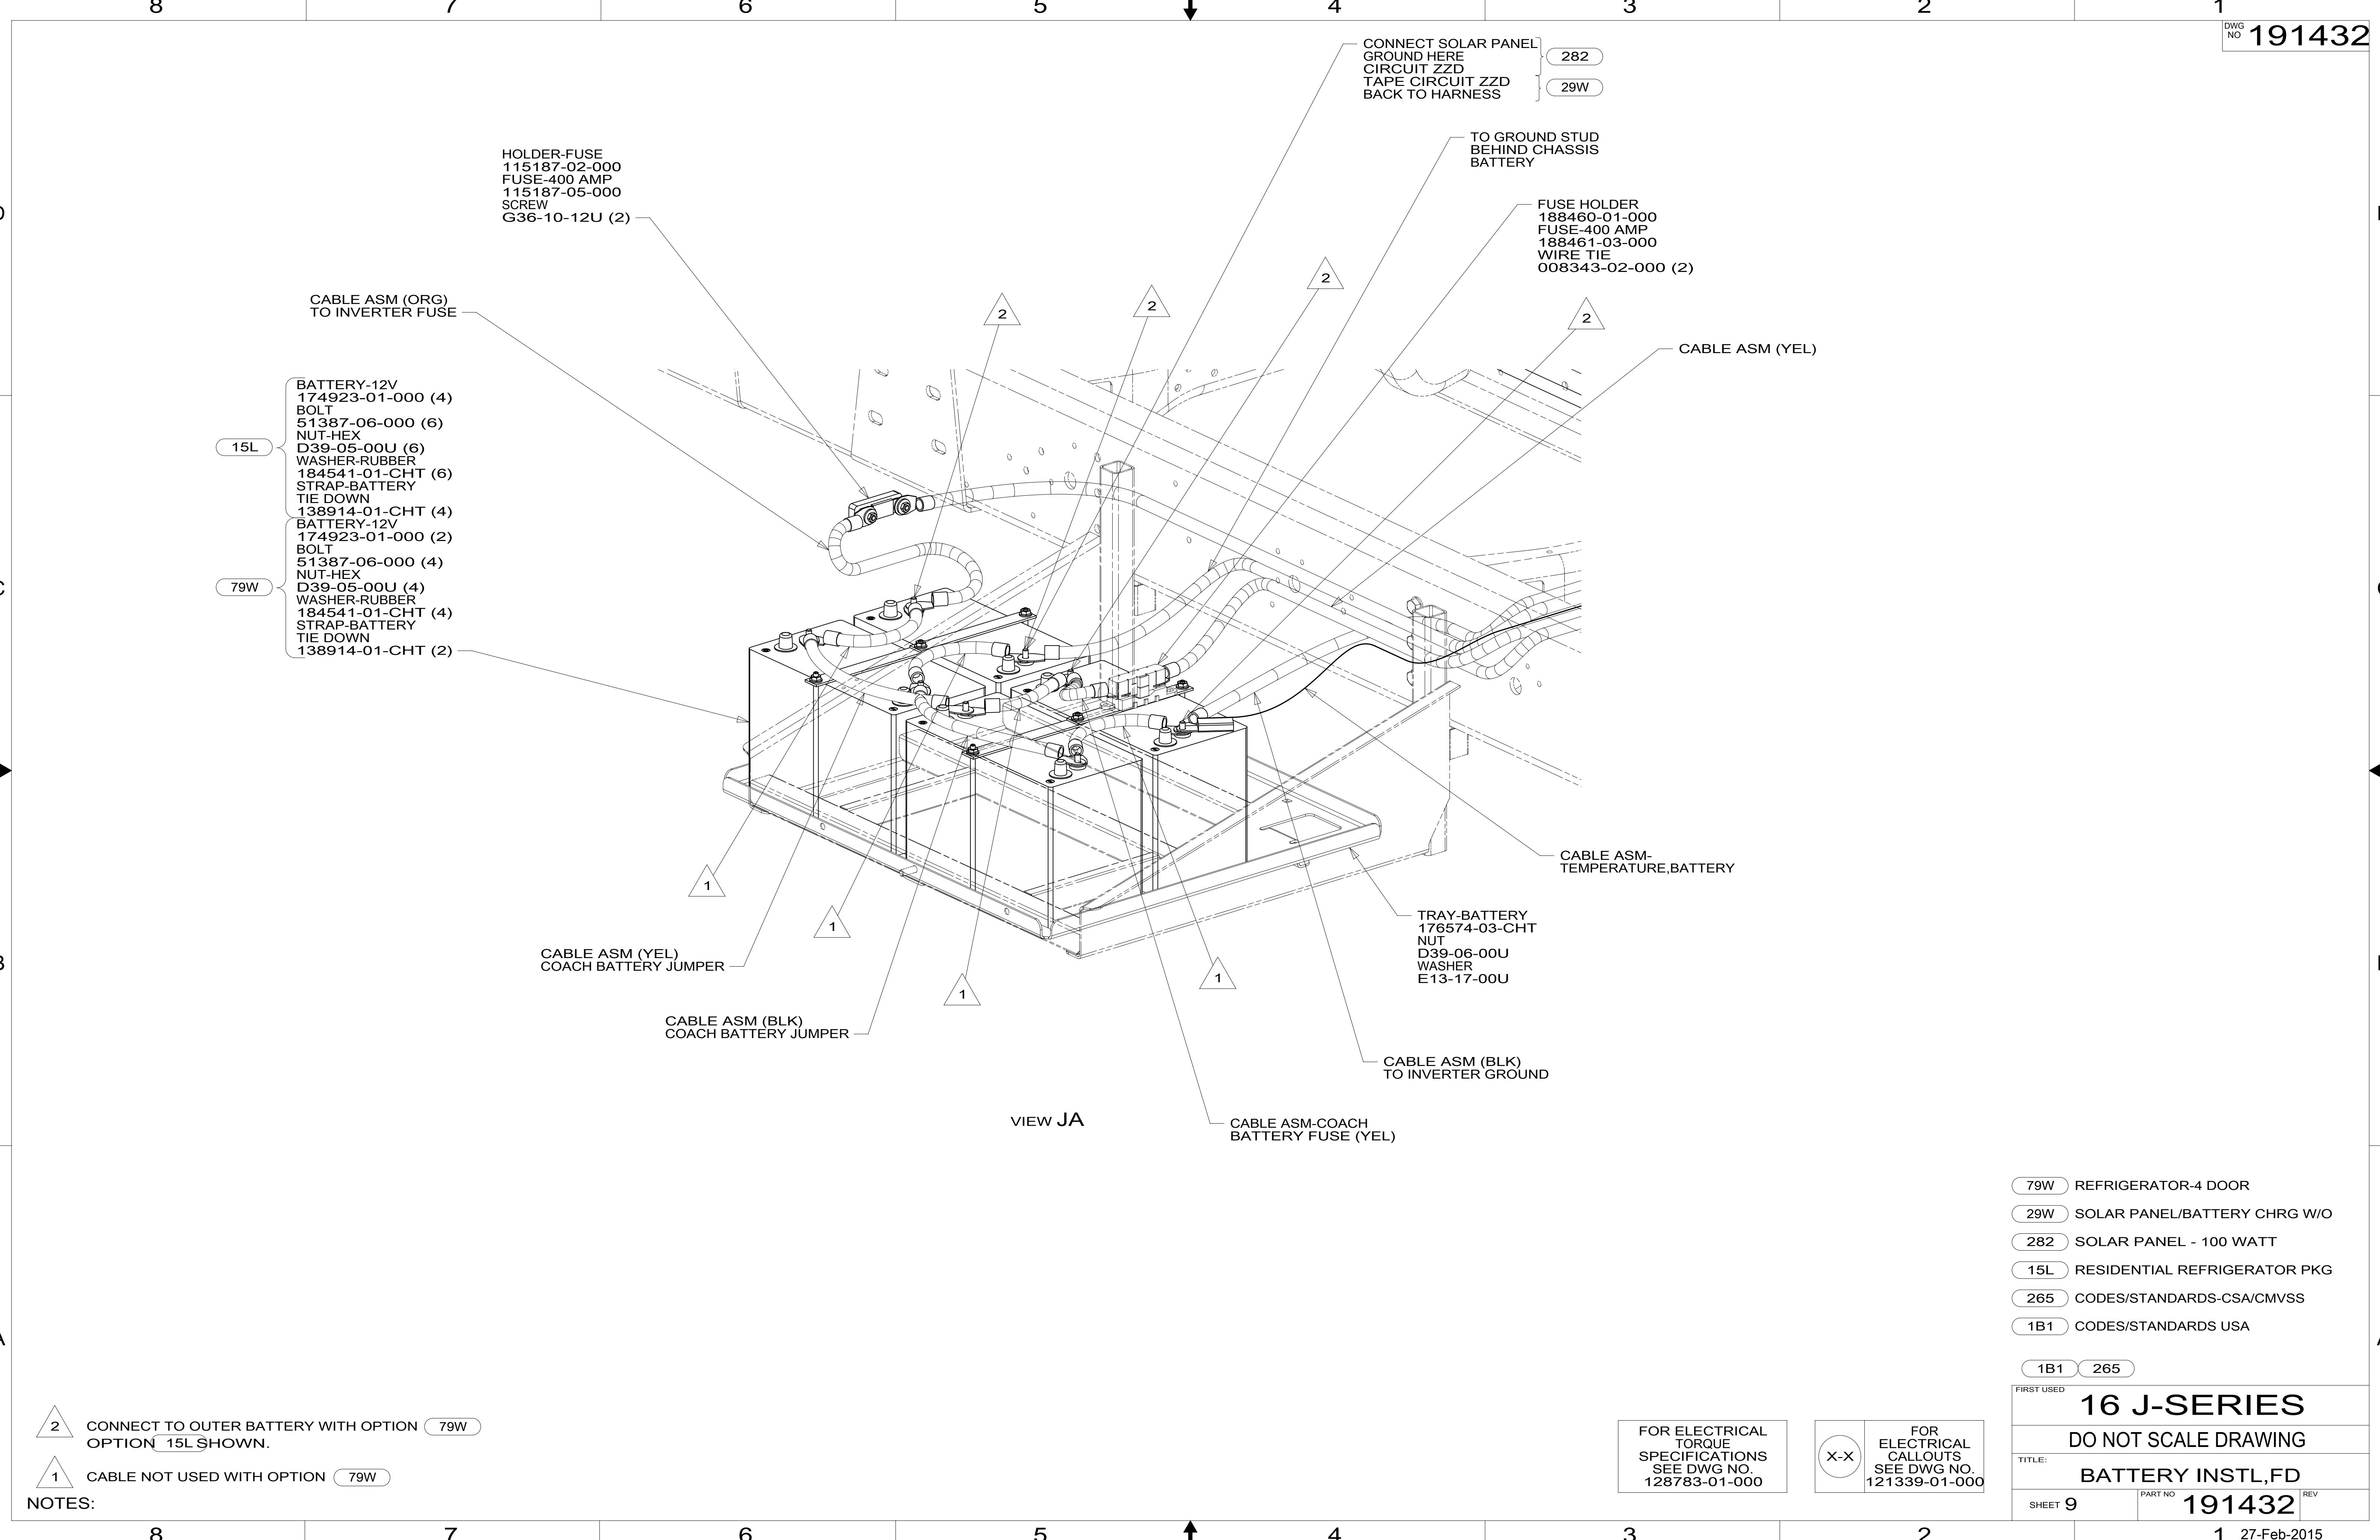 8 7 6 5 4 3 2 1
DWG NO 191432
CONNECT SOLAR PANEL
GROUND HERE
CIRCUIT ZZD
282
TAPE CIRCUIT ZZD
BACK TO HARNESS
29W
TO GROUND STUD
BEHIND CHASSIS
BATTERY
HOLDER-FUSE
115187-02-000
FUSE-400 AMP
115187-05-000
SCREW
G36-10-12U (2)
FUSE HOLDER
188460-01-000
FUSE-400 AMP
188461-03-000
WIRE TIE
008343-02-000 (2)
2
2
2
2
CABLE ASM (ORG)
TO INVERTER FUSE
CABLE ASM (YEL)
15L
BATTERY-12V
174923-01-000 (4)
BOLT
51387-06-000 (6)
NUT-HEX
D39-05-00U (6)
WASHER-RUBBER
184541-01-CHT (6)
STRAP-BATTERY
TIE DOWN
138914-01-CHT (4)
79W
BATTERY-12V
174923-01-000 (2)
BOLT
51387-06-000 (4)
NUT-HEX
D39-05-00U (4)
WASHER-RUBBER
184541-01-CHT (4)
STRAP-BATTERY
TIE DOWN
138914-01-CHT (2)
1
1
1
1
CABLE ASM-
TEMPERATURE,BATTERY
TRAY-BATTERY
176574-03-CHT
NUT
D39-06-00U
WASHER
E13-17-00U
CABLE ASM (YEL)
COACH BATTERY JUMPER
CABLE ASM (BLK)
COACH BATTERY JUMPER
CABLE ASM (BLK)
TO INVERTER GROUND
CABLE ASM-COACH
BATTERY FUSE (YEL)
VIEW JA
79W REFRIGERATOR-4 DOOR
29W SOLAR PANEL/BATTERY CHRG W/O
282 SOLAR PANEL - 100 WATT
15L RESIDENTIAL REFRIGERATOR PKG
265 CODES/STANDARDS-CSA/CMVSS
1B1 CODES/STANDARDS USA
1B1 265
2 CONNECT TO OUTER BATTERY WITH OPTION 79W
OPTION 15L SHOWN.
1 CABLE NOT USED WITH OPTION 79W
NOTES:
FOR ELECTRICAL
TORQUE
SPECIFICATIONS
SEE DWG NO.
128783-01-000
X-X
FOR
ELECTRICAL
CALLOUTS
SEE DWG NO.
121339-01-000
FIRST USED
16 J-SERIES
DO NOT SCALE DRAWING
TITLE:
BATTERY INSTL,FD
SHEET 9
PART NO 191432
REV
8 7 6 5 4 3 2 1
27-Feb-2015